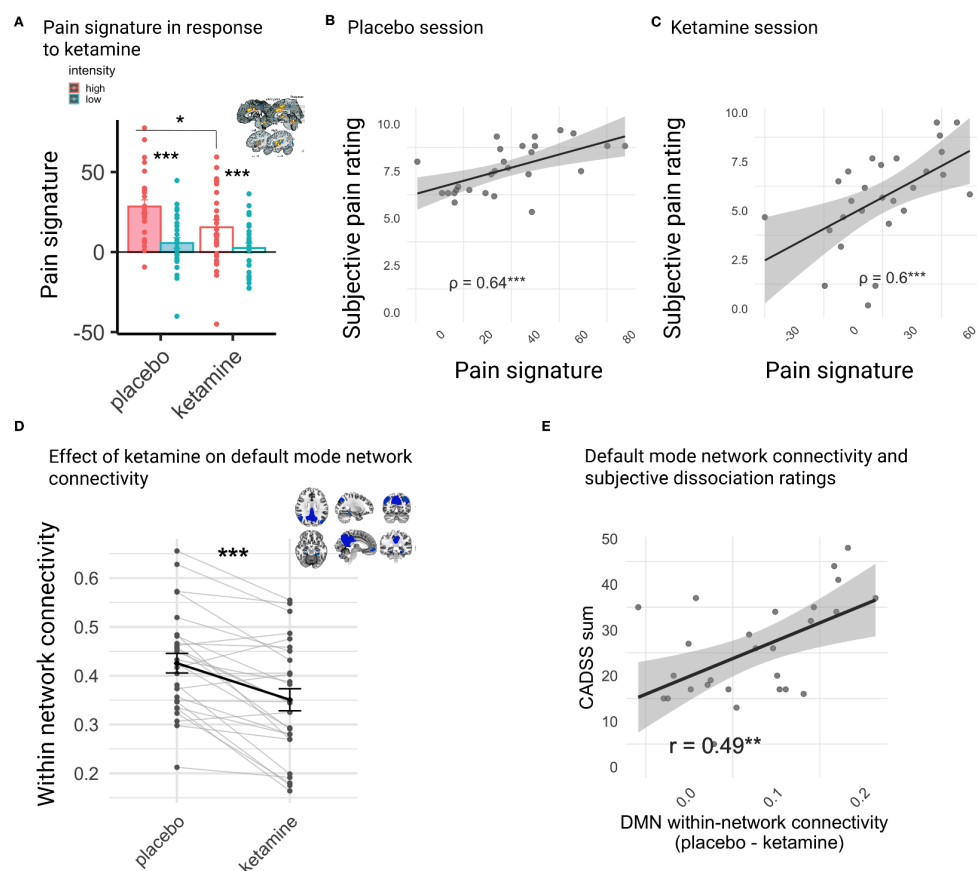 A
Pain signature in response
to ketamine
intensity
high
low
*
***
***
50
0
-50
Pain signature
placebo
ketamine
B
Placebo session
Subjective pain rating
10.0
7.5
5.0
2.5
0.0
ρ = 0.64***
0
20
40
60
80
Pain signature
C
Ketamine session
Subjective pain rating
10.0
7.5
5.0
2.5
0.0
ρ = 0.6***
-30
0
30
60
Pain signature
D
Effect of ketamine on default mode network
connectivity
***
Within network connectivity
0.6
0.5
0.4
0.3
0.2
placebo
ketamine
E
Default mode network connectivity and
subjective dissociation ratings
CADSS sum
50
40
30
20
10
0
r = 0.49**
0.0
0.1
0.2
DMN within-network connectivity
(placebo - ketamine)